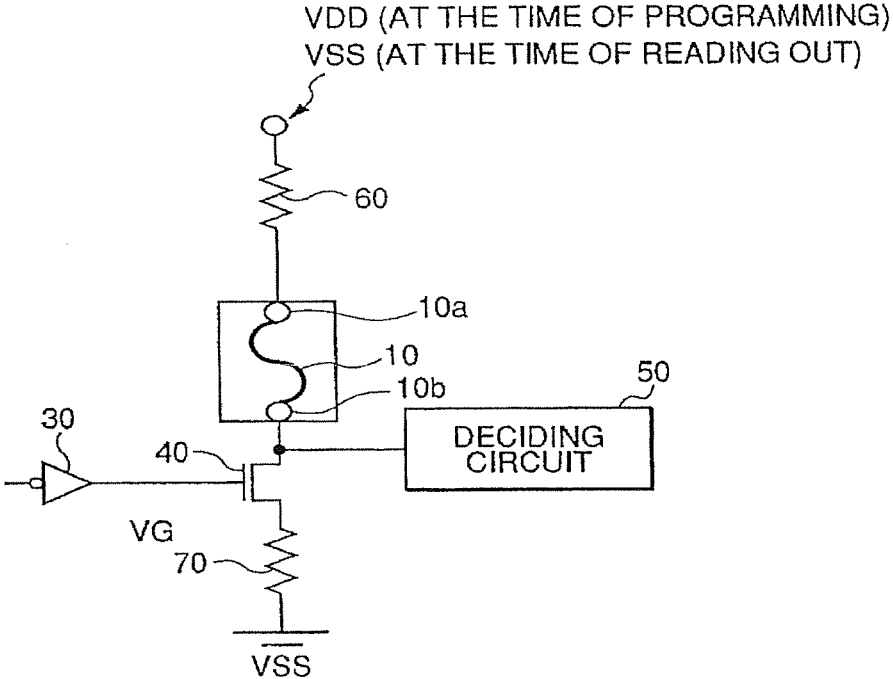 VDD (AT THE TIME OF PROGRAMMING)
VSS (AT THE TIME OF READING OUT)
60
10a
10
10b
50
DECIDING
CIRCUIT
30
40
VG
70
VSS